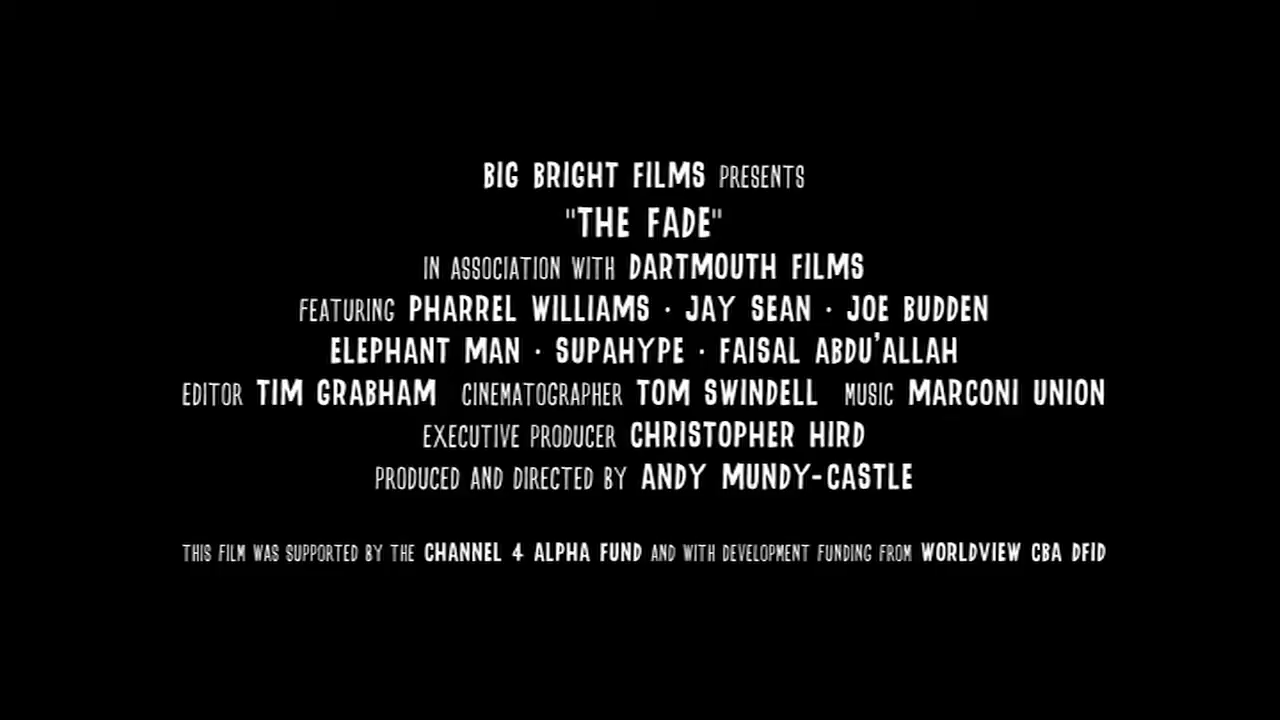 BIG BRIGHT FILMS PRESENTS
"THE FADE"
IN ASSOCIATION WITH DARTMOUTH FILMS
FEATURING PHARREL WILLIAMS · JAY SEAN · JOE BUDDEN
ELEPHANT MAN · SUPAHYPE · FAISAL ABDU'ALLAH
EDITOR TIM GRABHAM CINEMATOGRAPHER TOM SWINDELL MUSIC MARCONI UNION
EXECUTIVE PRODUCER CHRISTOPHER HIRD
PRODUCED AND DIRECTED BY ANDY MUNDY-CASTLE
THIS FILM WAS SUPPORTED BY THE CHANNEL 4 ALPHA FUND AND WITH DEVELOPMENT FUNDING FROM WORLDVIEW CBA DFID